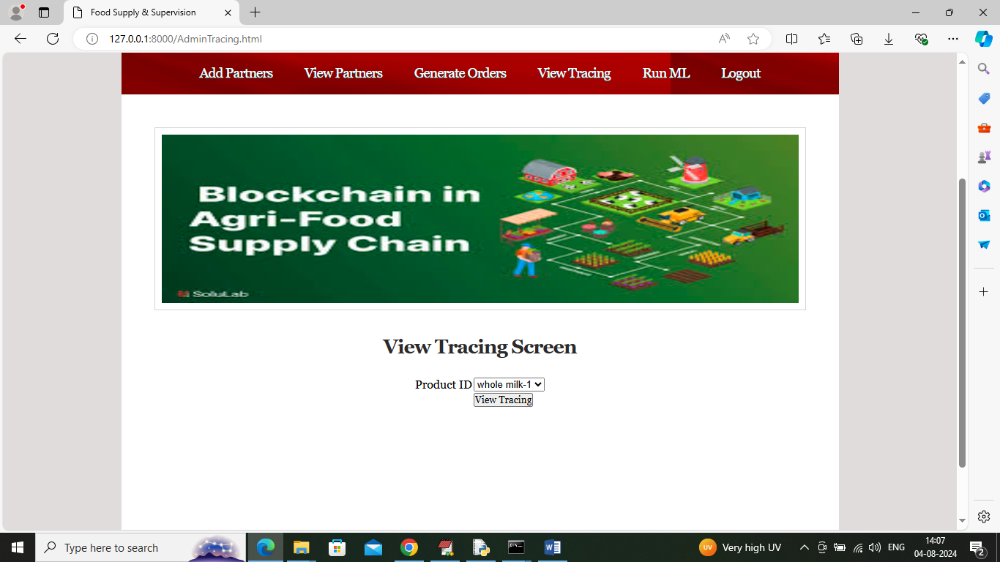 Food Supply & Supervision
127.0.0.1:8000/AdminTracing.html
Add Partners View Partners Generate Orders View Tracing Run ML Logout
Blockchain in
Agri-Food
Supply Chain
SoluLab
View Tracing Screen
Product ID whole milk-1
View Tracing
Type here to search
UV Very high UV
ENG
14:07
04-08-2024
2